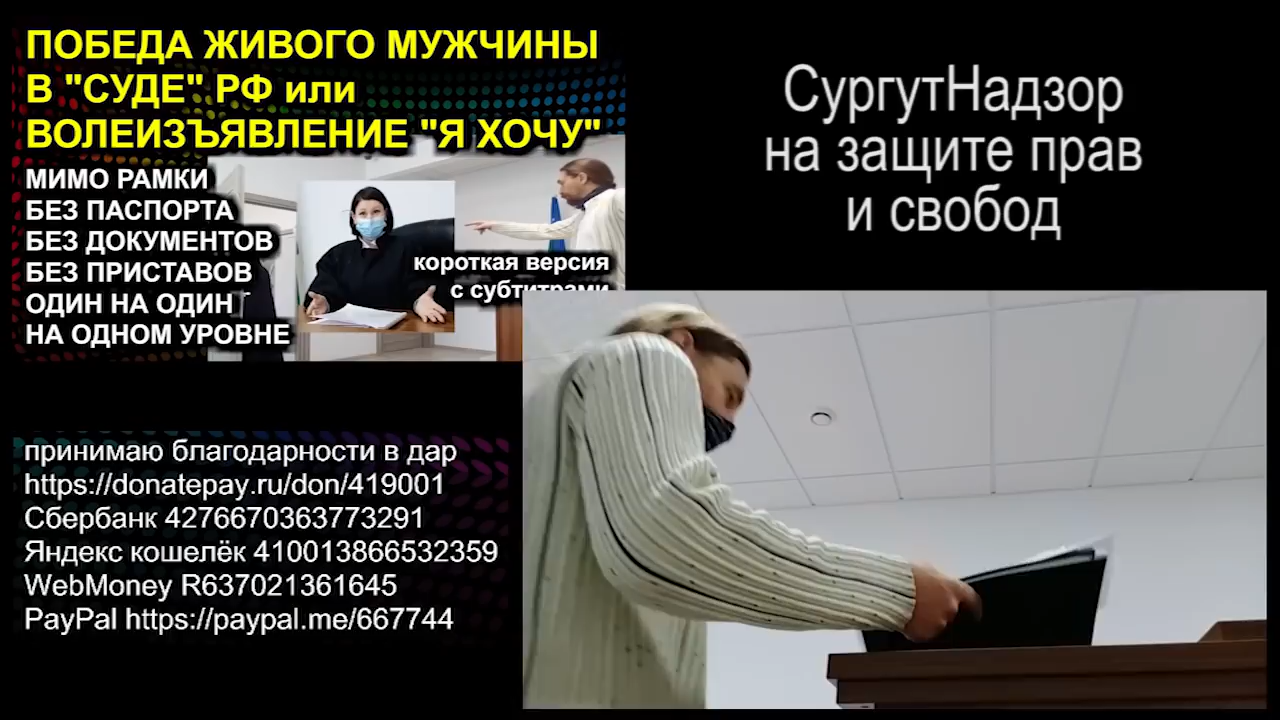 ПОБЕДА ЖИВОГО МУЖЧИНЫ
В "СУДЕ" РФ или
ВОЛЕИЗЪЯВЛЕНИЕ "Я ХОЧУ"
МИМО РАМКИ
БЕЗ ПАСПОРТА
БЕЗ ДОКУМЕНТОВ
БЕЗ ПРИСТАВОВ
ОДИН НА ОДИН
НА ОДНОМ УРОВНЕ
короткая версия
с субтитрами
СургутНадзор
на защите прав
и свобод
принимаю благодарности в дар
https://donatepay.ru/don/419001
Сбербанк 4276670363773291
Яндекс кошелёк 410013866532359
WebMoney R637021361645
PayPal https://paypal.me/667744